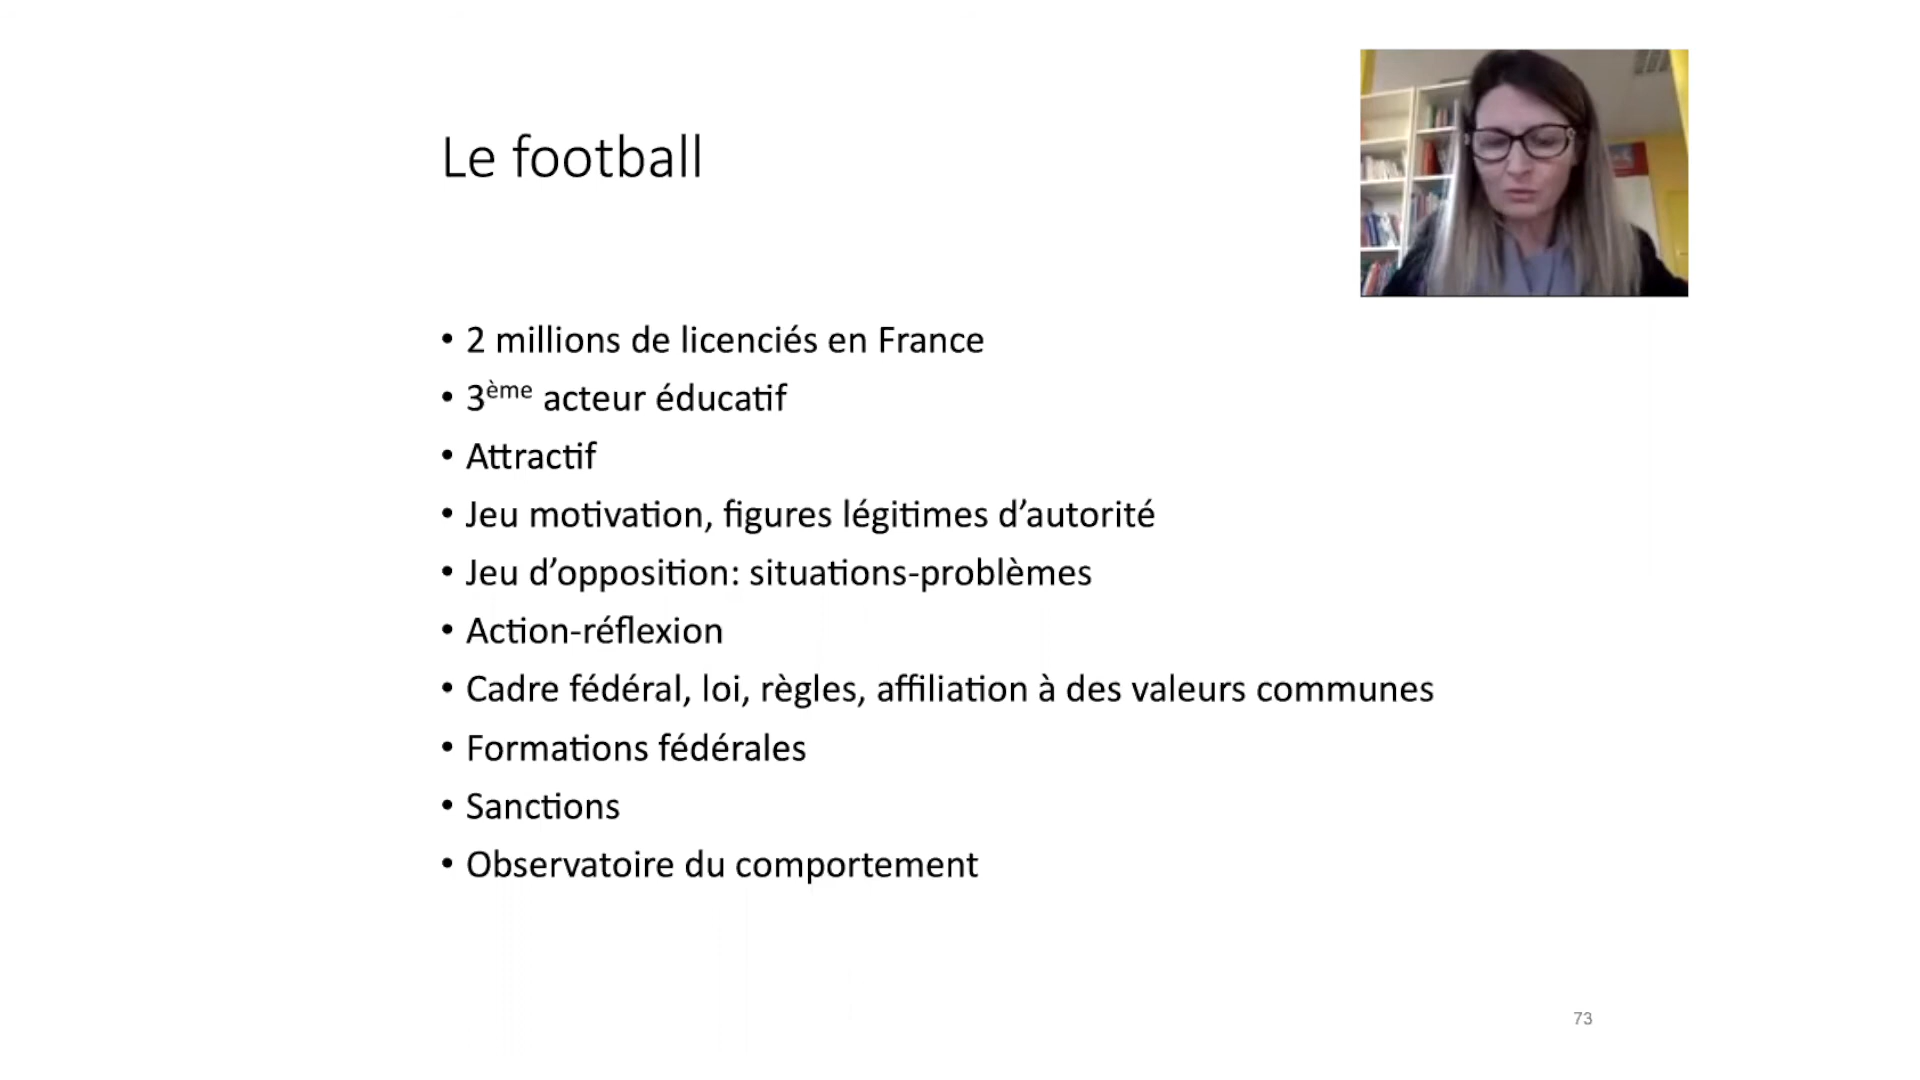 Le football
• 2 millions de licenciés en France
• 3ème acteur éducatif
• Attractif
• Jeu motivation, figures légitimes d’autorité
• Jeu d’opposition: situations-problèmes
• Action-réflexion
• Cadre fédéral, loi, règles, affiliation à des valeurs communes
• Formations fédérales
• Sanctions
• Observatoire du comportement
73